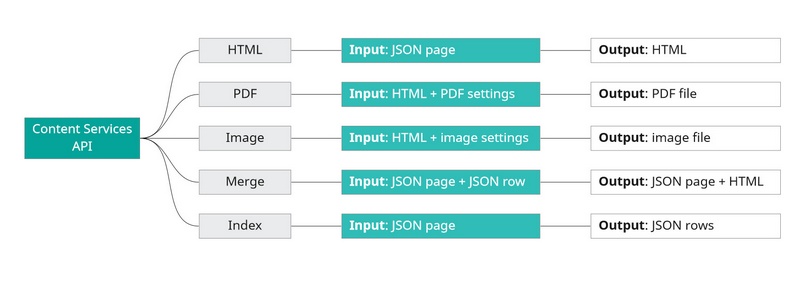 HTML
Input: JSON page
Output: HTML
PDF
Input: HTML + PDF settings
Output: PDF file
Content Services
API
Image
Input: HTML + image settings
Output: image file
Merge
Input: JSON page + JSON row
Output: JSON page + HTML
Index
Input: JSON page
Output: JSON rows